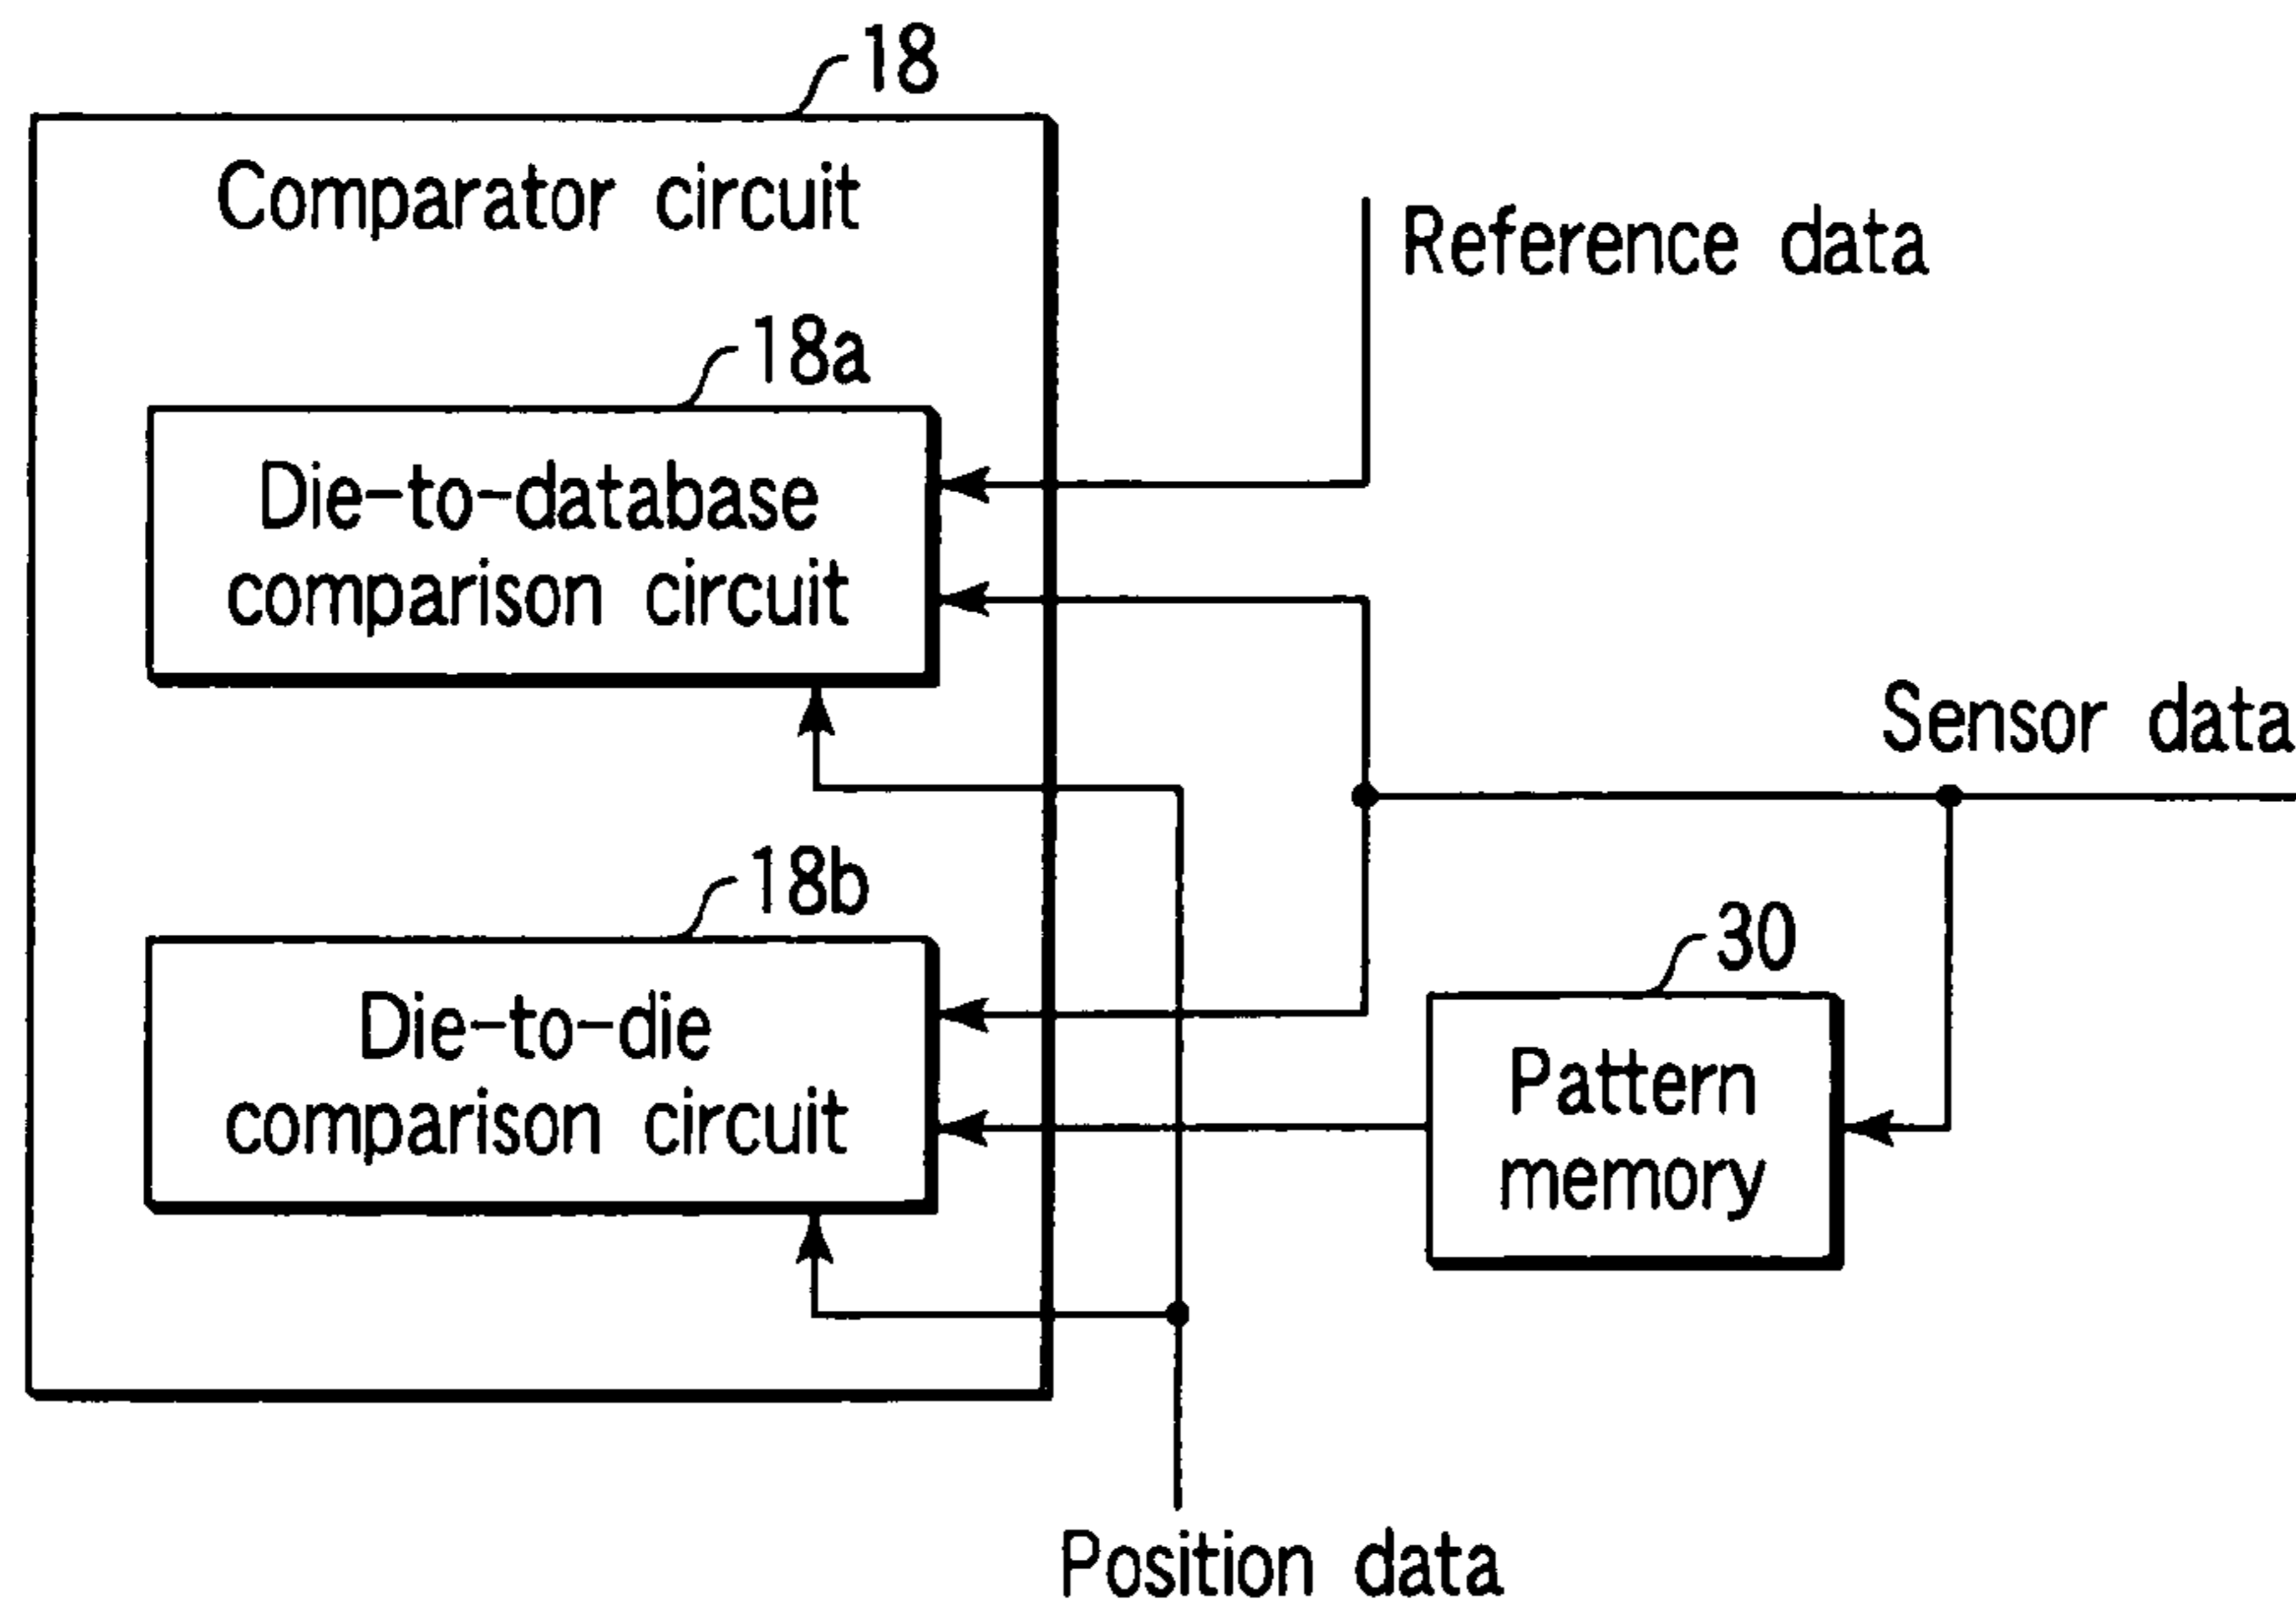 18
Comparator circuit
Reference data
18a
Die-to-database
comparison circuit
Sensor data
18b
30
Die-to-die
comparison circuit
Pattern
memory
Position data